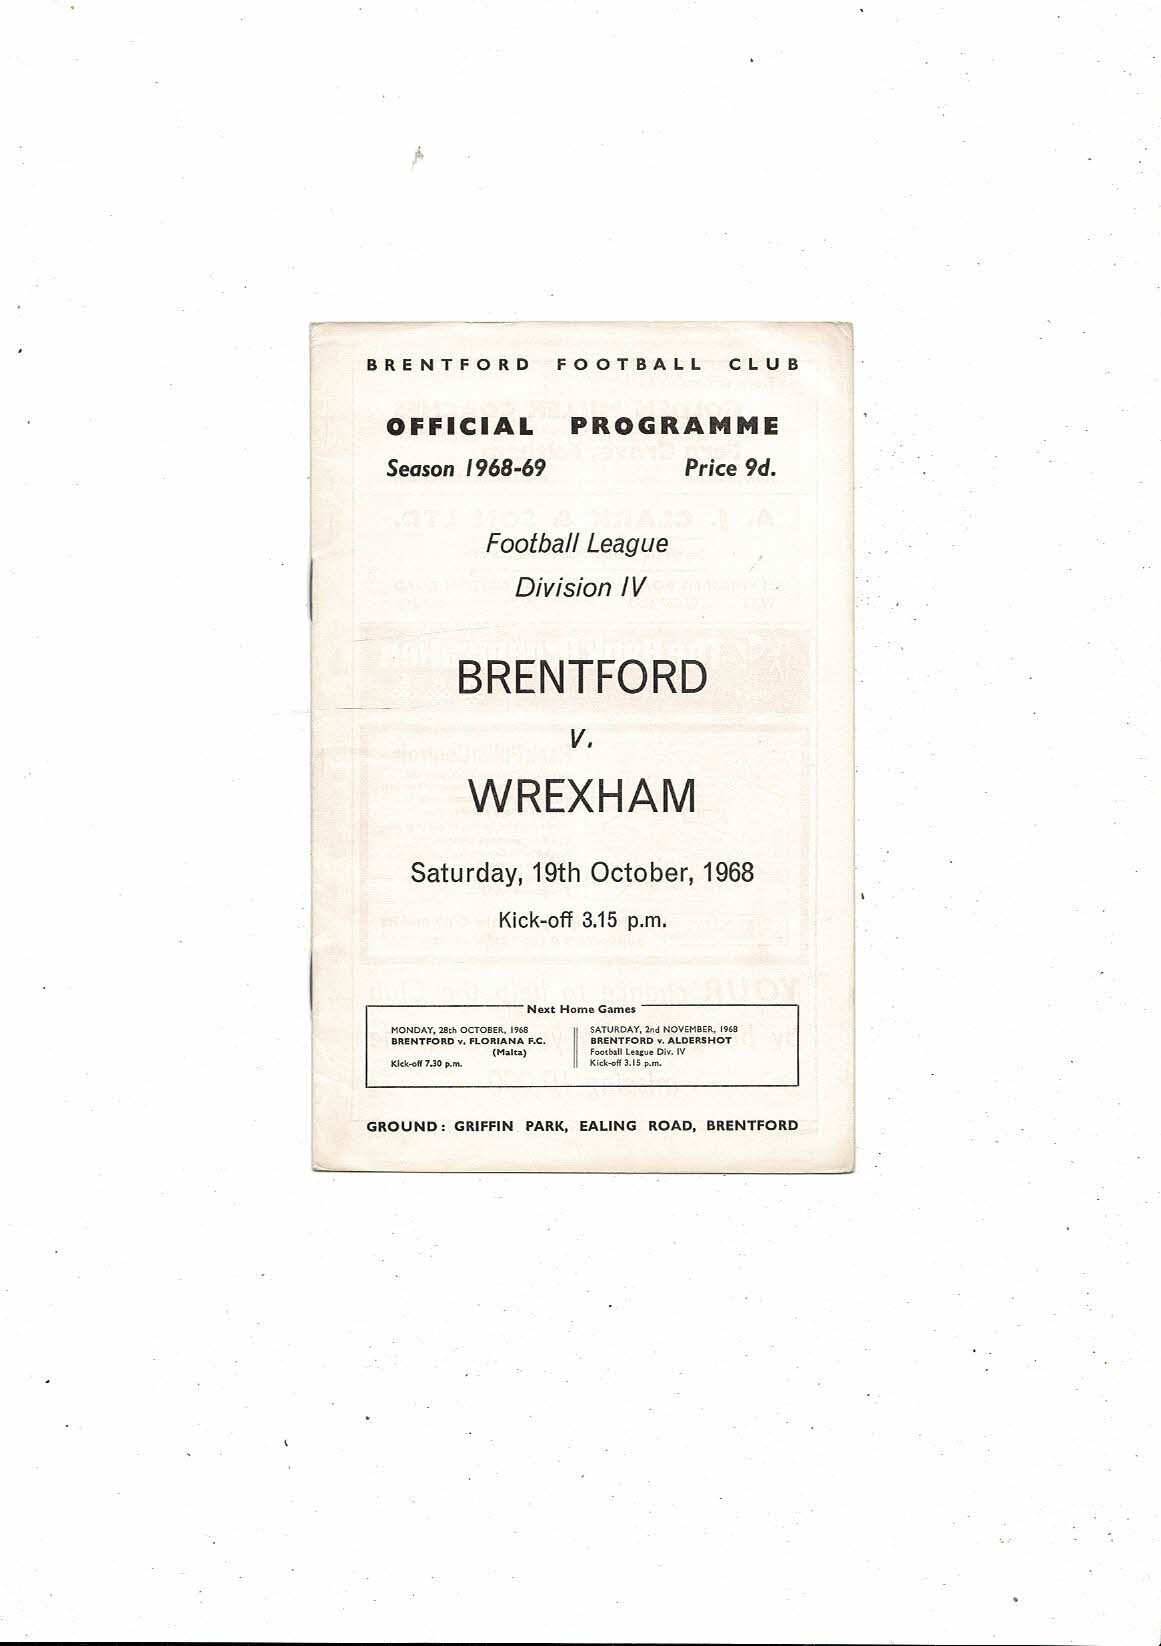 BRENTFORD FOOTBALL CLUB
OFFICIAL PROGRAMME
Season 1968-69 Price 9d.
Football League
Division IV
BRENTFORD
v.
WREXHAM
Saturday, 19th October, 1968
Kick-off 3.15 p.m.
Next Home Games
MONDAY, 28th OCTOBER, 1968
BRENTFORD v. FLORIANA F.C.
(Malta)
Kick-off 7.30 p.m.
SATURDAY, 2nd NOVEMBER, 1968
BRENTFORD v. ALDERSHOT
Football League Div. IV
Kick-off 3.15 p.m.
GROUND: GRIFFIN PARK, EALING ROAD, BRENTFORD